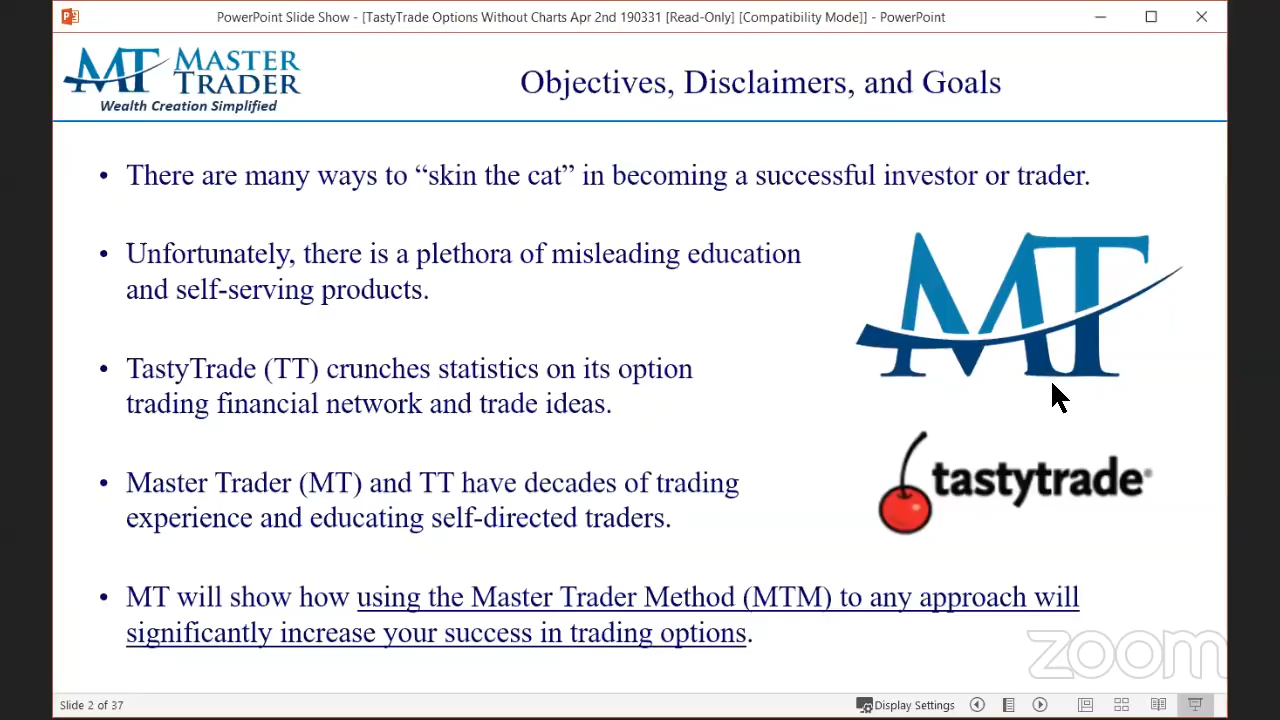 PowerPoint Slide Show - [TastyTrade Options Without Charts Apr 2nd 190331 [Read-Only] [Compatibility Mode]] - PowerPoint
MT MASTER
TRADER
Wealth Creation Simplified
Objectives, Disclaimers, and Goals
• There are many ways to “skin the cat” in becoming a successful investor or trader.
• Unfortunately, there is a plethora of misleading education
and self-serving products.
• TastyTrade (TT) crunches statistics on its option
trading financial network and trade ideas.
• Master Trader (MT) and TT have decades of trading
experience and educating self-directed traders.
• MT will show how using the Master Trader Method (MTM) to any approach will
significantly increase your success in trading options.
MT
tastytrade®
zoom
Slide 2 of 37
Display Settings